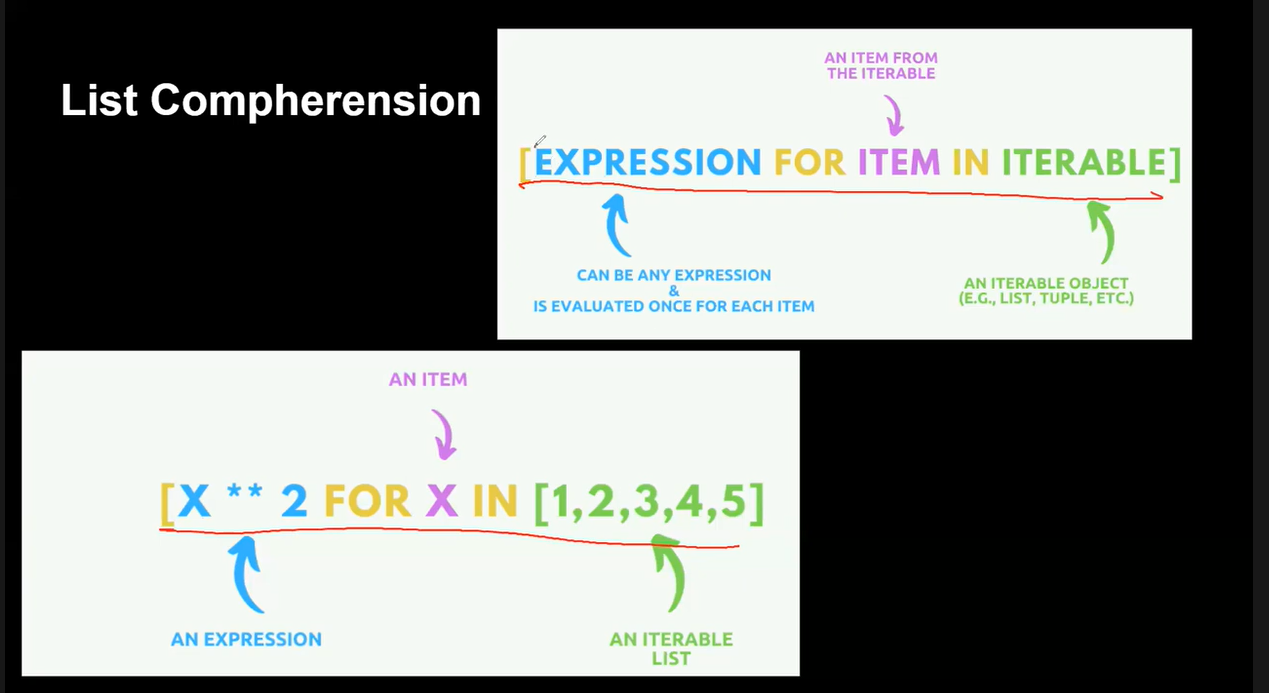 List Compherension
AN ITEM FROM
THE ITERABLE
[EXPRESSION FOR ITEM IN ITERABLE]
CAN BE ANY EXPRESSION
&
IS EVALUATED ONCE FOR EACH ITEM
AN ITERABLE OBJECT
(E.G., LIST, TUPLE, ETC.)
AN ITEM
[X ** 2 FOR X IN [1,2,3,4,5]
AN EXPRESSION
AN ITERABLE
LIST